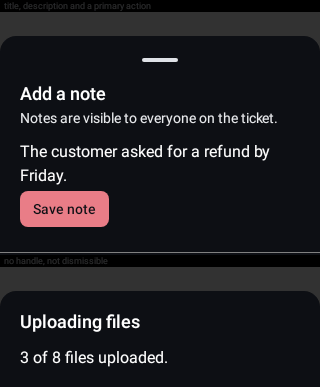 title, description and a primary action
Add a note
Notes are visible to everyone on the ticket.
The customer asked for a refund by
Friday.
Save note
no handle, not dismissible
Uploading files
3 of 8 files uploaded.